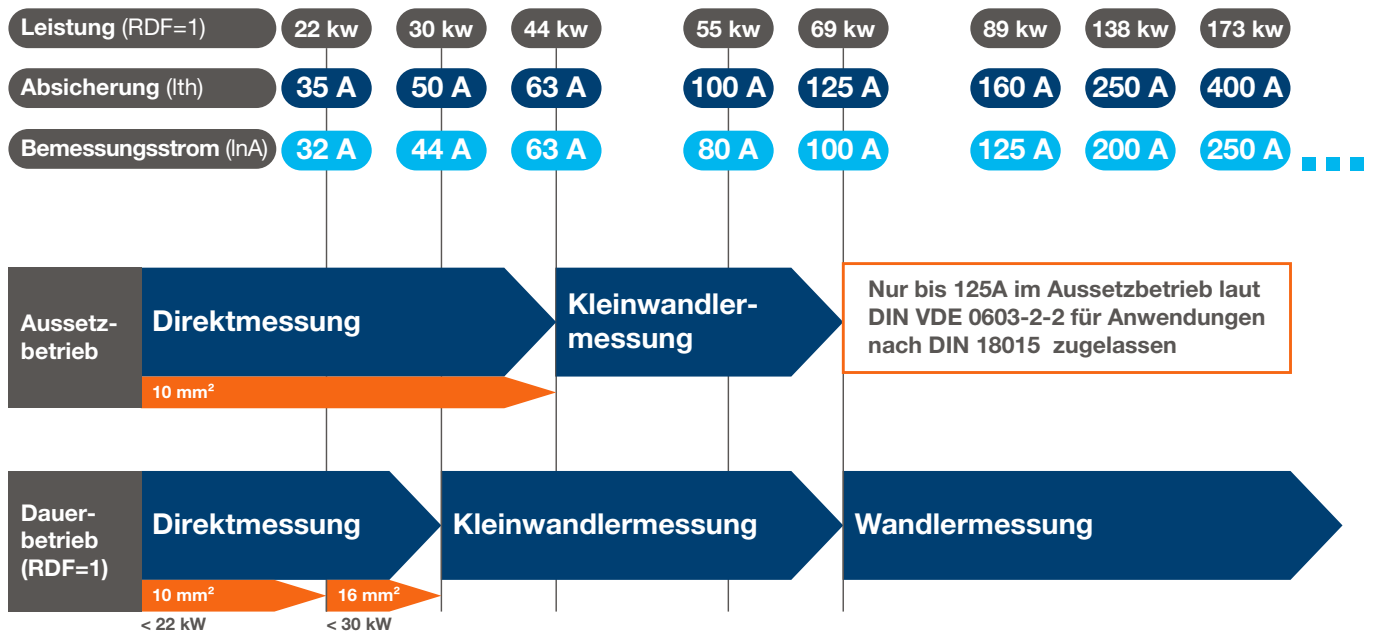 Leistung (RDF=1) 22 kw 30 kw 44 kw 55 kw 69 kw 89 kw 138 kw 173 kw
Absicherung (Ith) 35 A 50 A 63 A 100 A 125 A 160 A 250 A 400 A
Bemessungsstrom (InA) 32 A 44 A 63 A 80 A 100 A 125 A 200 A 250 A
Aussetz-
betrieb
Direktmessung
10 mm²
Kleinwandler-
messung
Nur bis 125A im Aussetzbetrieb laut
DIN VDE 0603-2-2 für Anwendungen
nach DIN 18015 zugelassen
Dauer-
betrieb
(RDF=1)
Direktmessung
Kleinwandlermessung
Wandlermessung
10 mm²
16 mm²
< 22 kW
< 30 kW